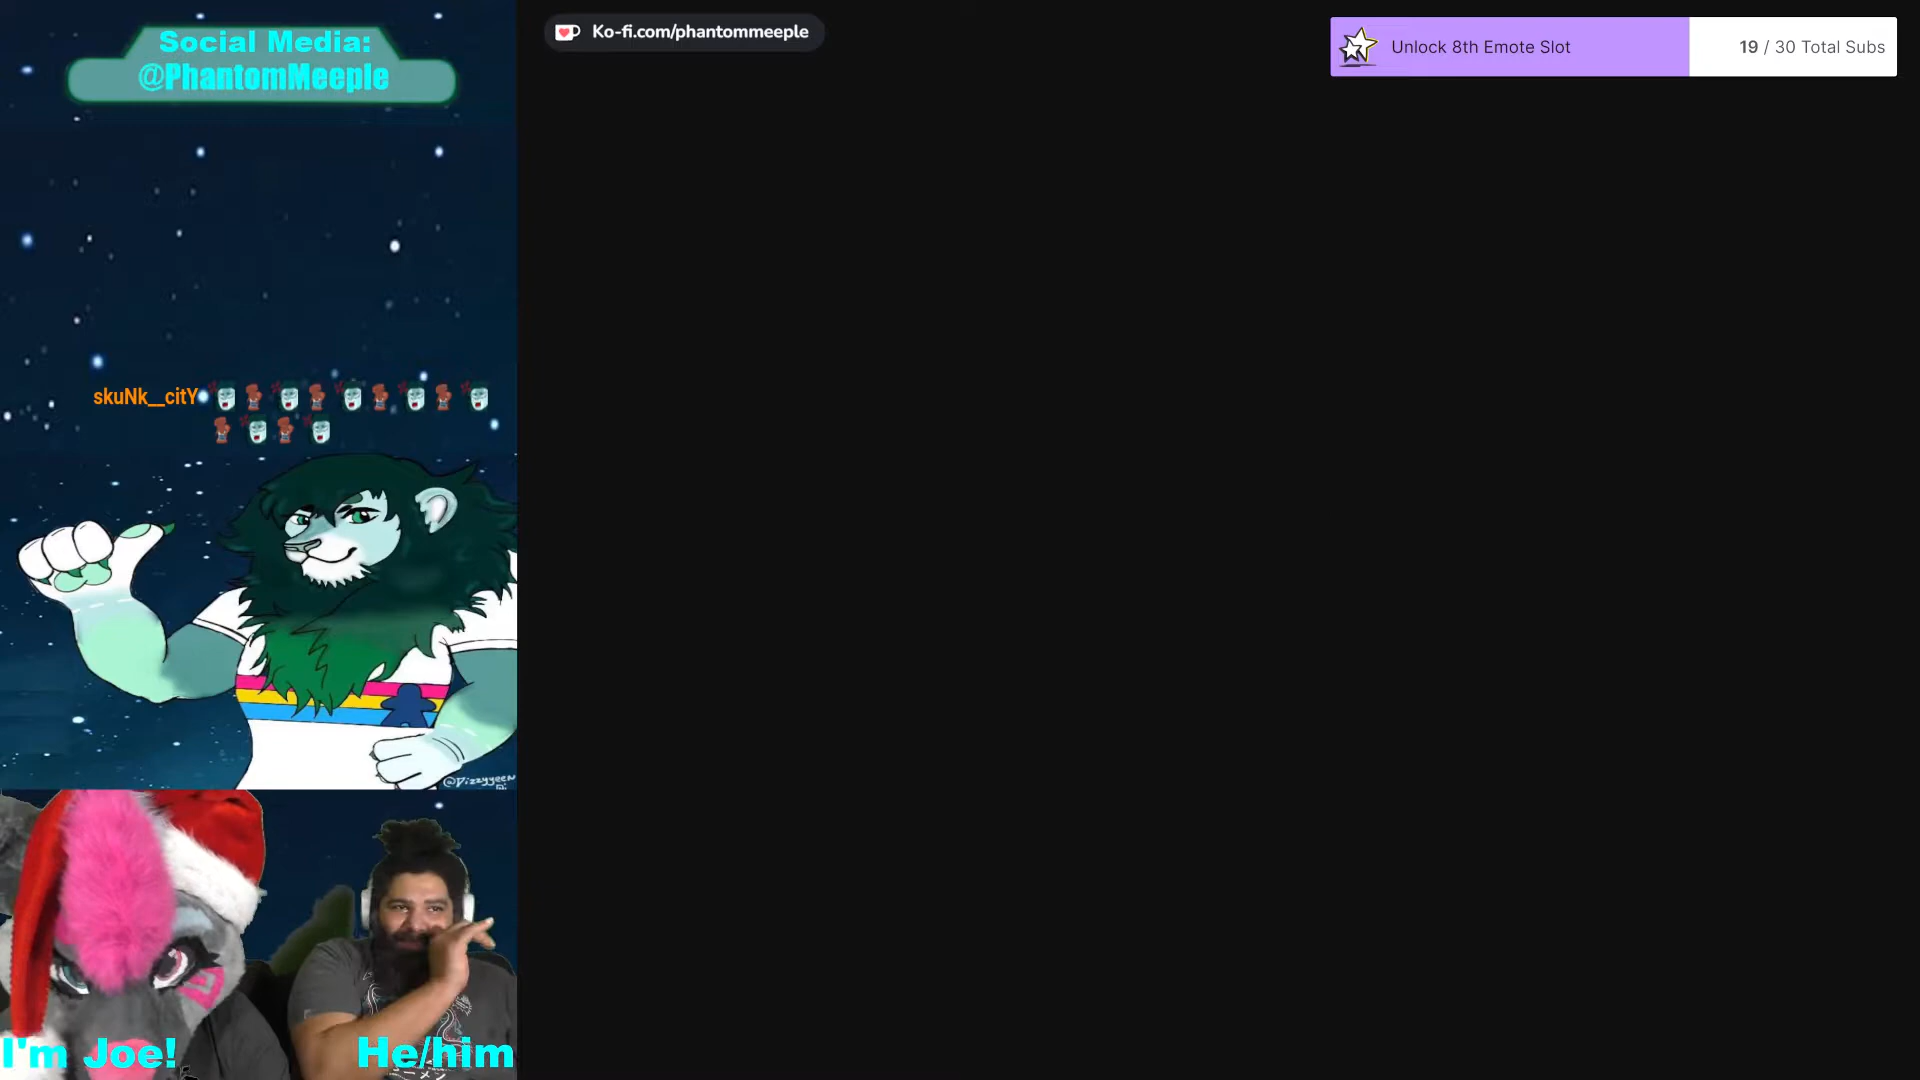 Social Media:
@PhantomMeeple
Ko-fi.com/phantommeeple
Unlock 8th Emote Slot
19 / 30 Total Subs
skuNk__citY
@Dizzyyeen
I'm Joe!
He/him